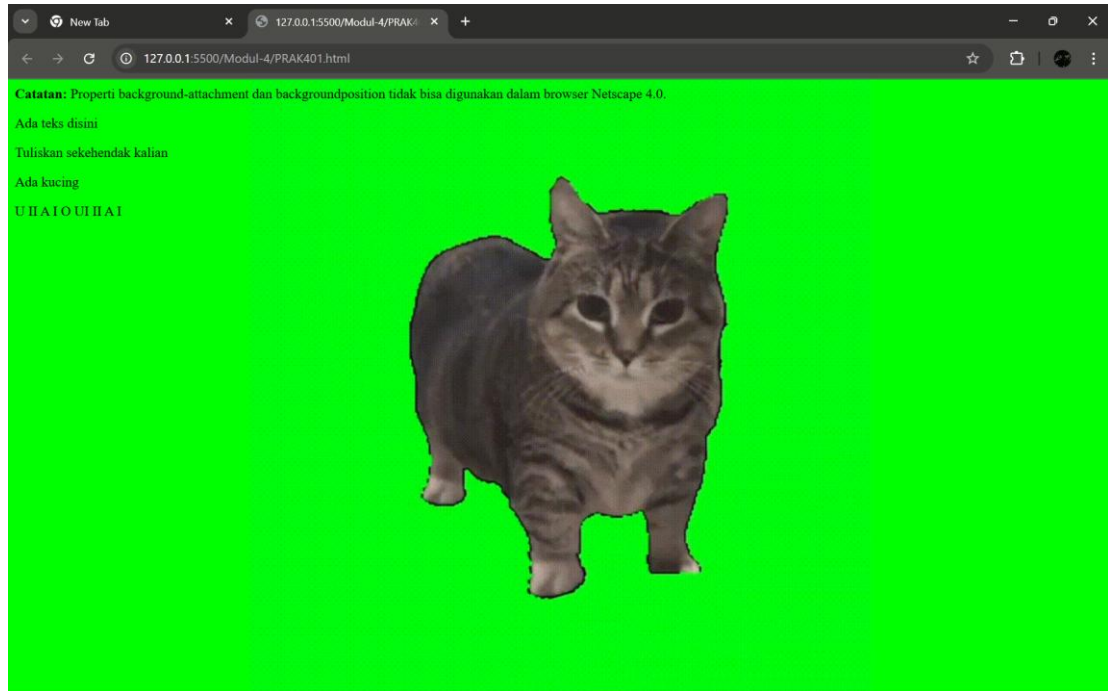 New Tab
127.0.0.1:5500/Modul-4/PRAK4
127.0.0.1:5500/Modul-4/PRAK401.html
Catatan: Properti background-attachment dan backgroundposition tidak bisa digunakan dalam browser Netscape 4.0.
Ada teks disini
Tuliskan sekehendak kalian
Ada kucing
U II A I O UI II A I